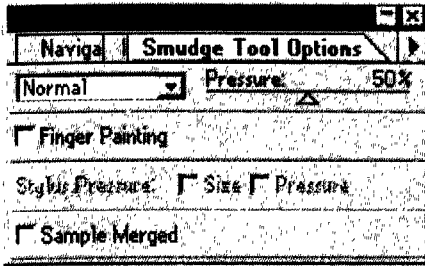 Naviga Smudge Tool Options
Normal Pressure: 50%
Finger Painting
Stylus Pressure: Size Pressure
Sample Merged